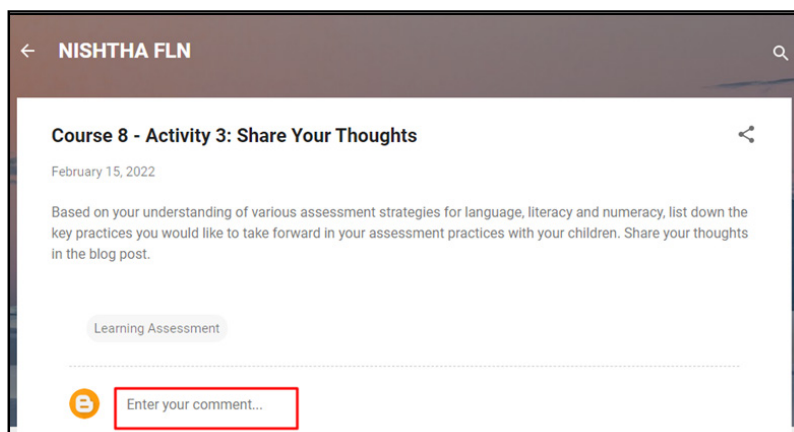 NISHTHA FLN
Course 8 - Activity 3: Share Your Thoughts
February 15, 2022
Based on your understanding of various assessment strategies for language, literacy and numeracy, list down the
key practices you would like to take forward in your assessment practices with your children. Share your thoughts
in the blog post.
Learning Assessment
Enter your comment...